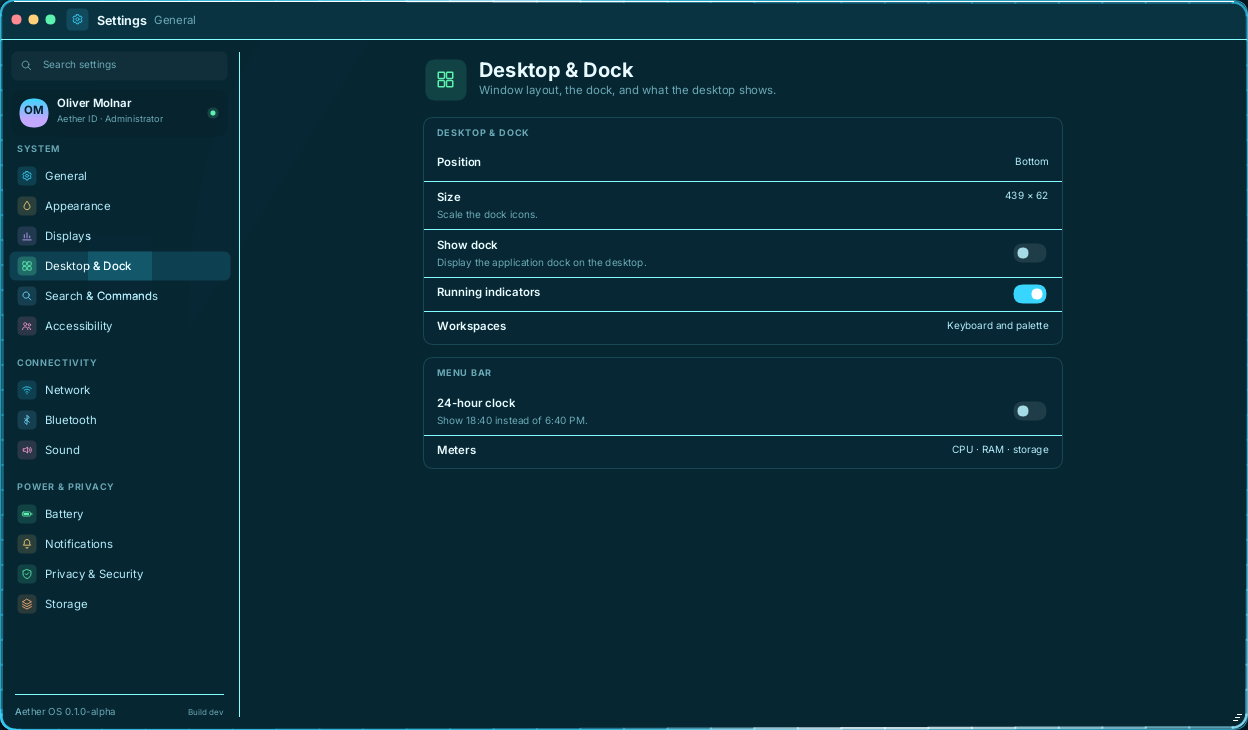 Settings General
Search settings
OM
Oliver Molnar
Aether ID · Administrator
SYSTEM
General
Appearance
Displays
Desktop & Dock
Search & Commands
Accessibility
CONNECTIVITY
Network
Bluetooth
Sound
POWER & PRIVACY
Battery
Notifications
Privacy & Security
Storage
Aether OS 0.1.0-alpha Build dev
Desktop & Dock
Window layout, the dock, and what the desktop shows.
DESKTOP & DOCK
Position Bottom
Size 439 × 62
Scale the dock icons.
Show dock
Display the application dock on the desktop.
Running indicators
Workspaces Keyboard and palette
MENU BAR
24-hour clock
Show 18:40 instead of 6:40 PM.
Meters CPU · RAM · storage